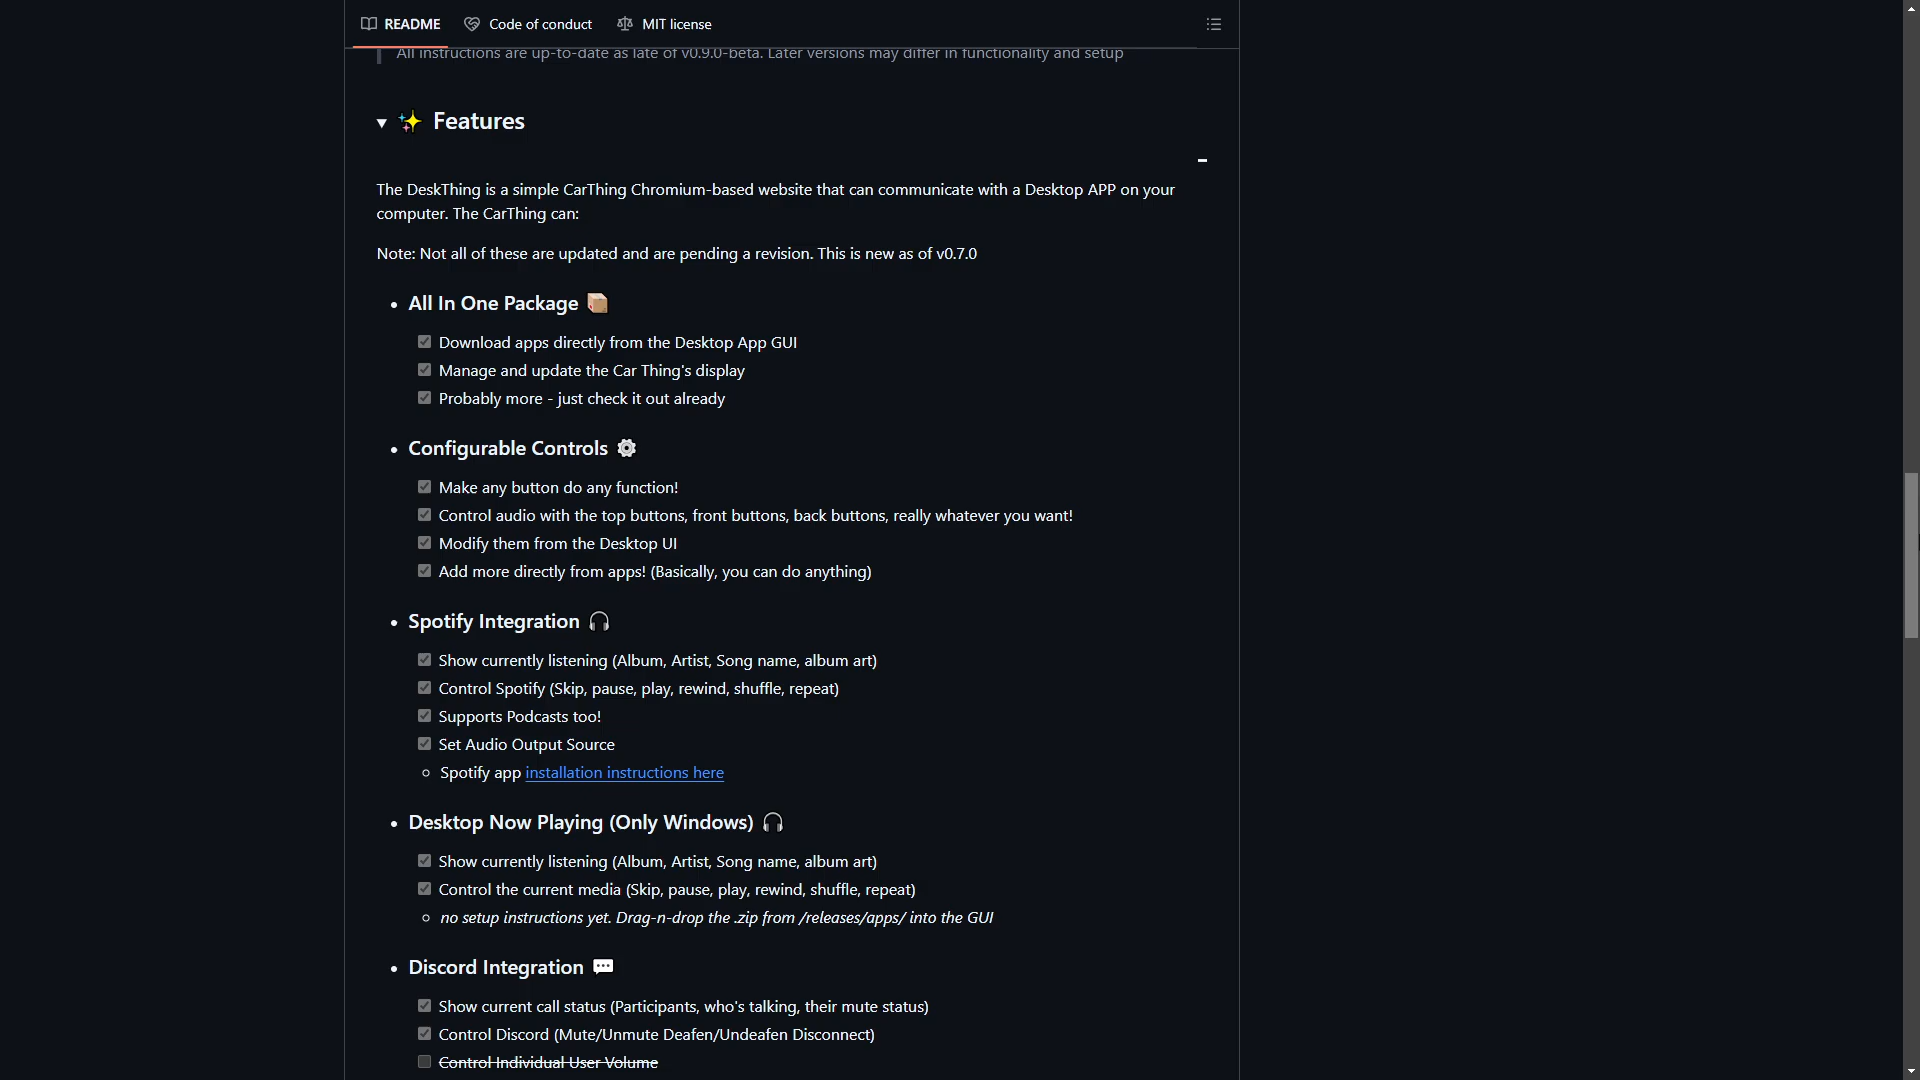 README
Code of conduct
MIT license
All instructions are up-to-date as late of v0.9.0-beta. Later versions may differ in functionality and setup
Features
The DeskThing is a simple CarThing Chromium-based website that can communicate with a Desktop APP on your
computer. The CarThing can:
Note: Not all of these are updated and are pending a revision. This is new as of v0.7.0
All In One Package
Download apps directly from the Desktop App GUI
Manage and update the Car Thing's display
Probably more - just check it out already
Configurable Controls
Make any button do any function!
Control audio with the top buttons, front buttons, back buttons, really whatever you want!
Modify them from the Desktop UI
Add more directly from apps! (Basically, you can do anything)
Spotify Integration
Show currently listening (Album, Artist, Song name, album art)
Control Spotify (Skip, pause, play, rewind, shuffle, repeat)
Supports Podcasts too!
Set Audio Output Source
Spotify app installation instructions here
Desktop Now Playing (Only Windows)
Show currently listening (Album, Artist, Song name, album art)
Control the current media (Skip, pause, play, rewind, shuffle, repeat)
no setup instructions yet. Drag-n-drop the .zip from /releases/apps/ into the GUI
Discord Integration
Show current call status (Participants, who's talking, their mute status)
Control Discord (Mute/Unmute Deafen/Undeafen Disconnect)
Control Individual User Volume